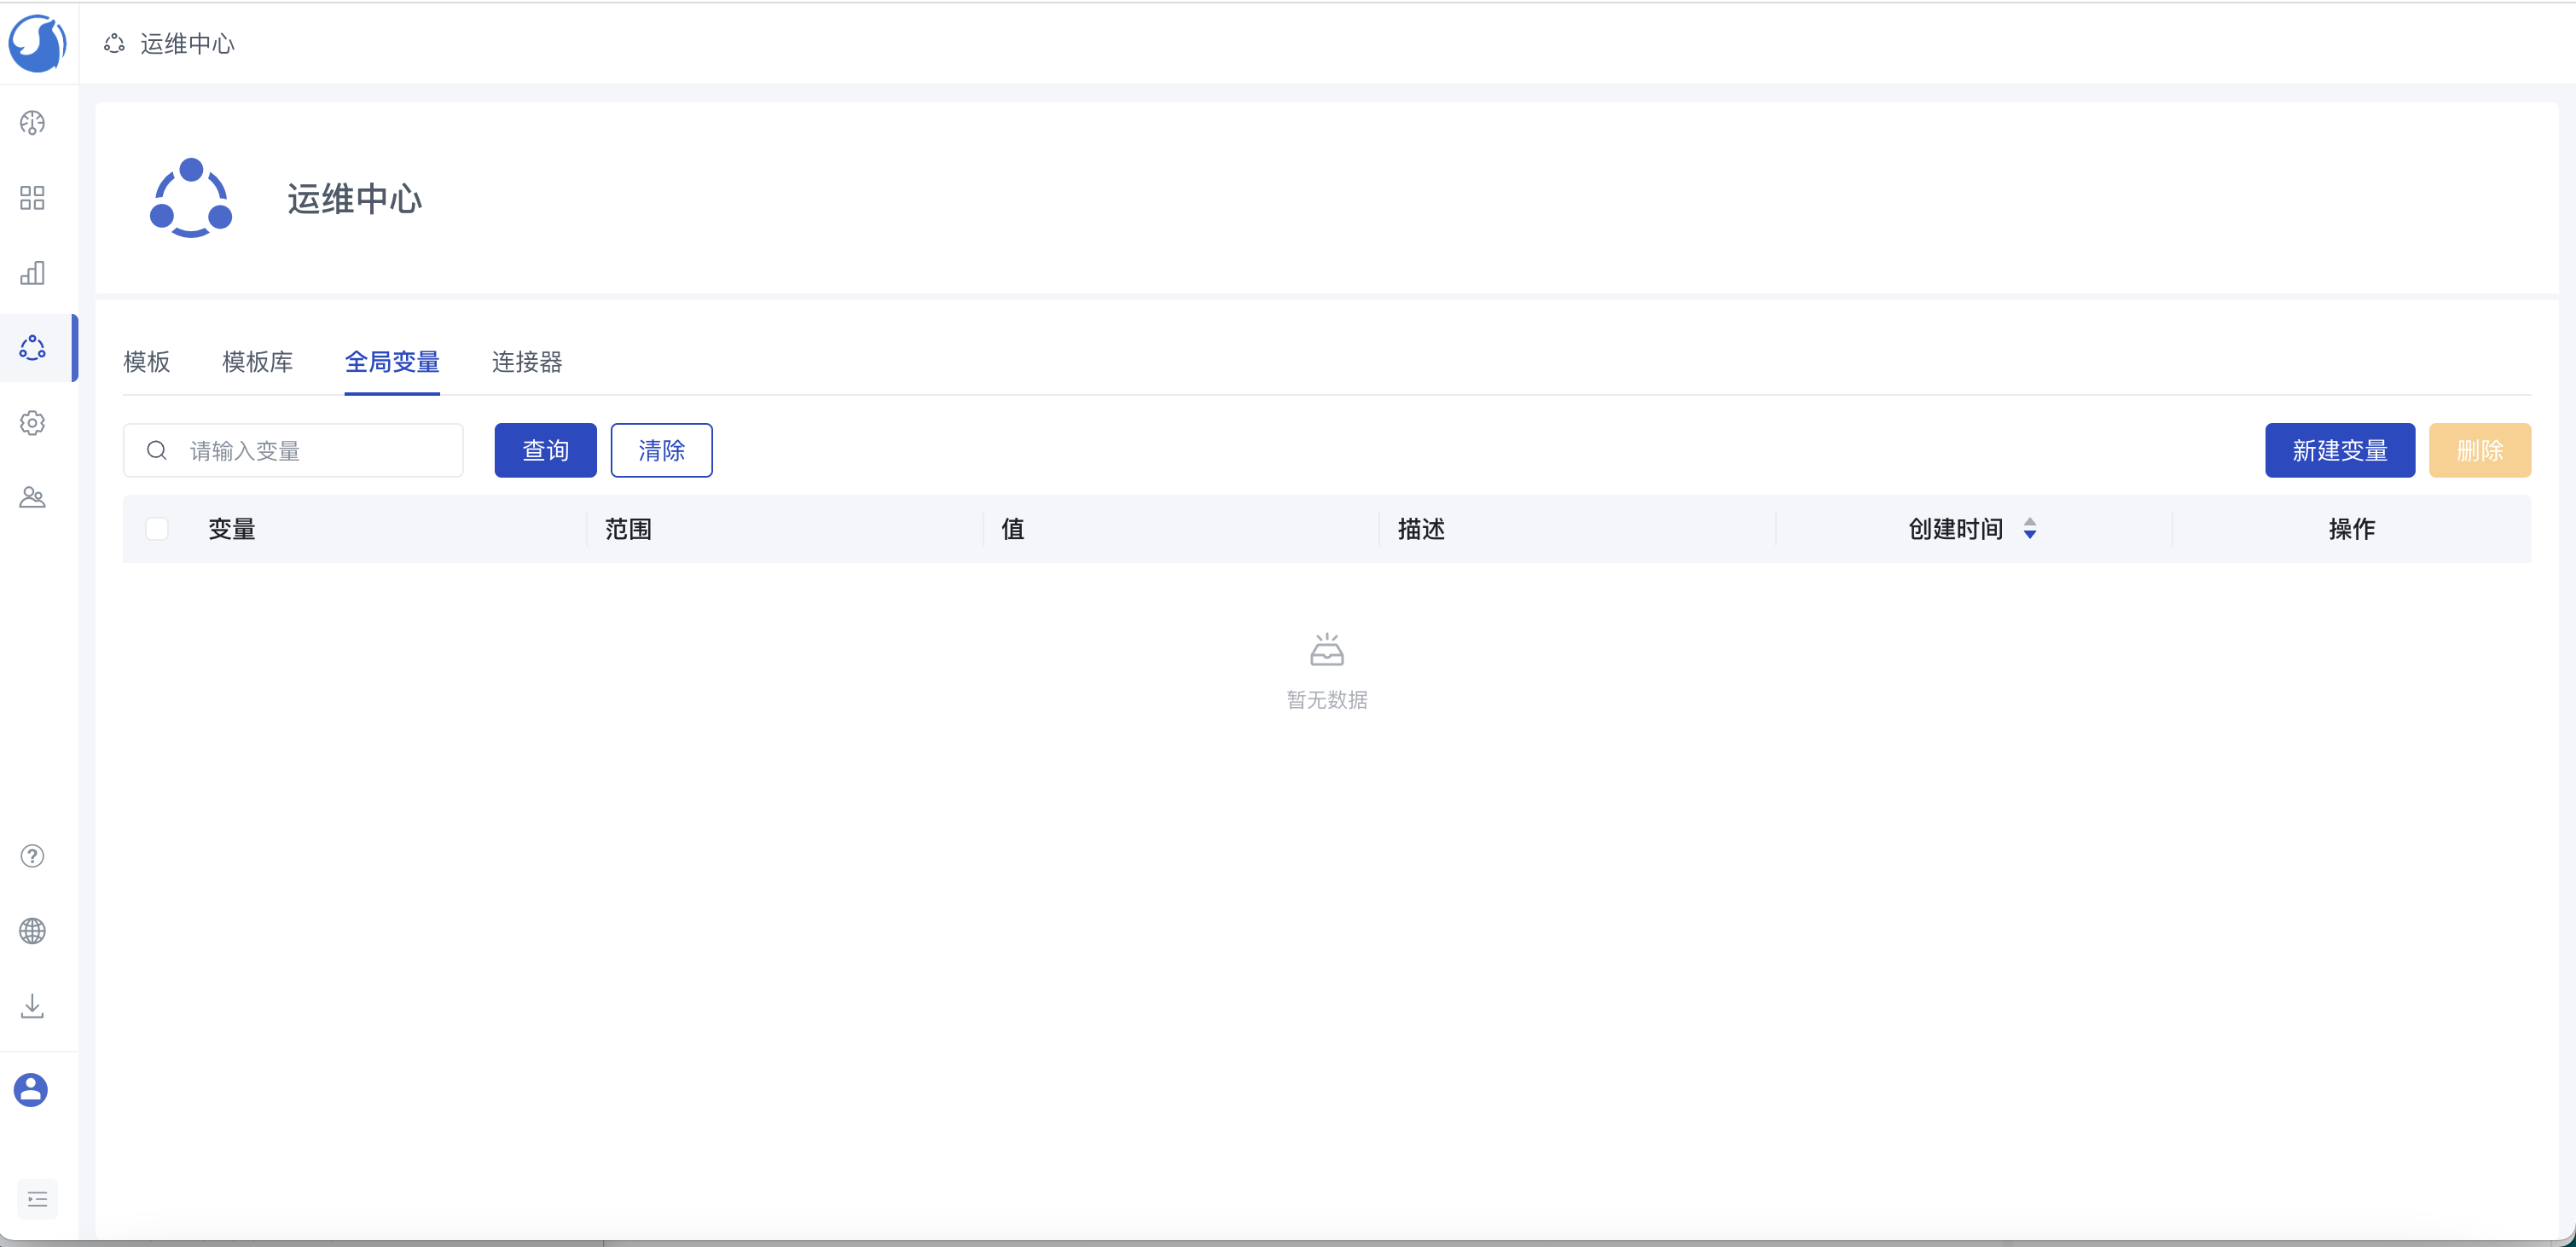 运维中心
运维中心
模板 模板库 全局变量 连接器
请输入变量 查询 清除 新建变量 删除
变量 范围 值 描述 创建时间 操作
暂无数据